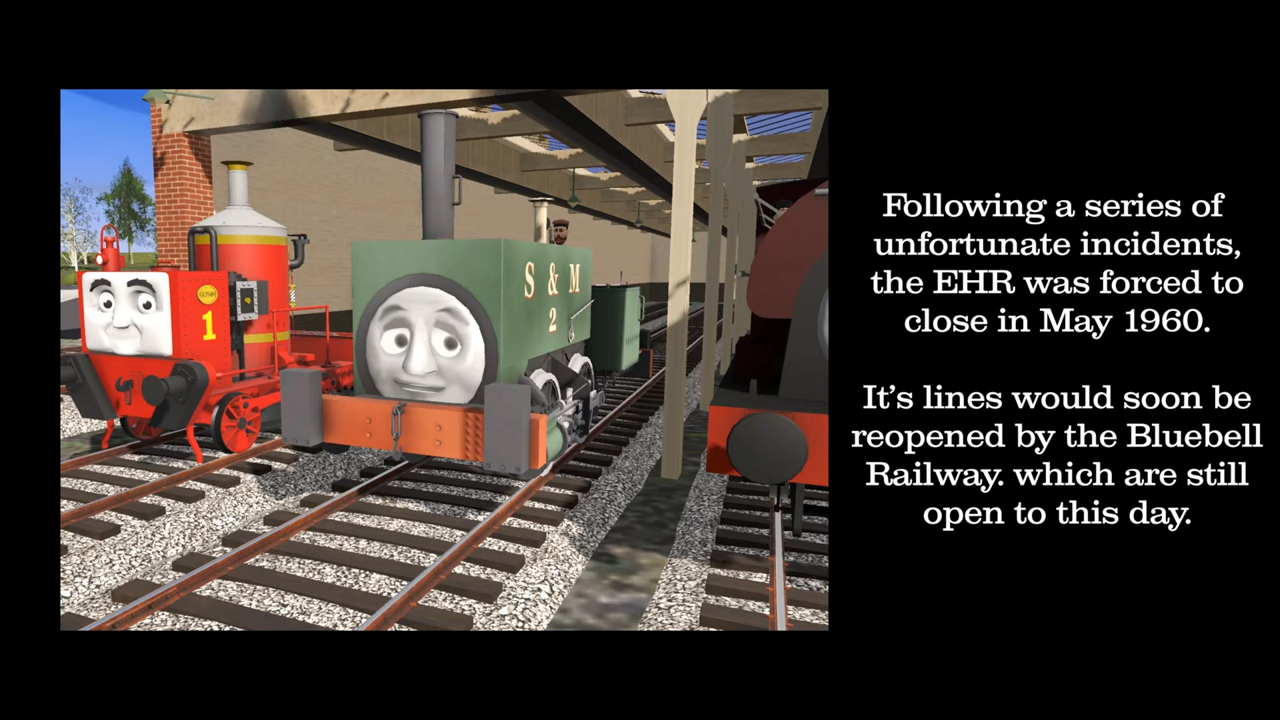 S & M
2
1
Following a series of
unfortunate incidents,
the EHR was forced to
close in May 1960.
It's lines would soon be
reopened by the Bluebell
Railway. which are still
open to this day.